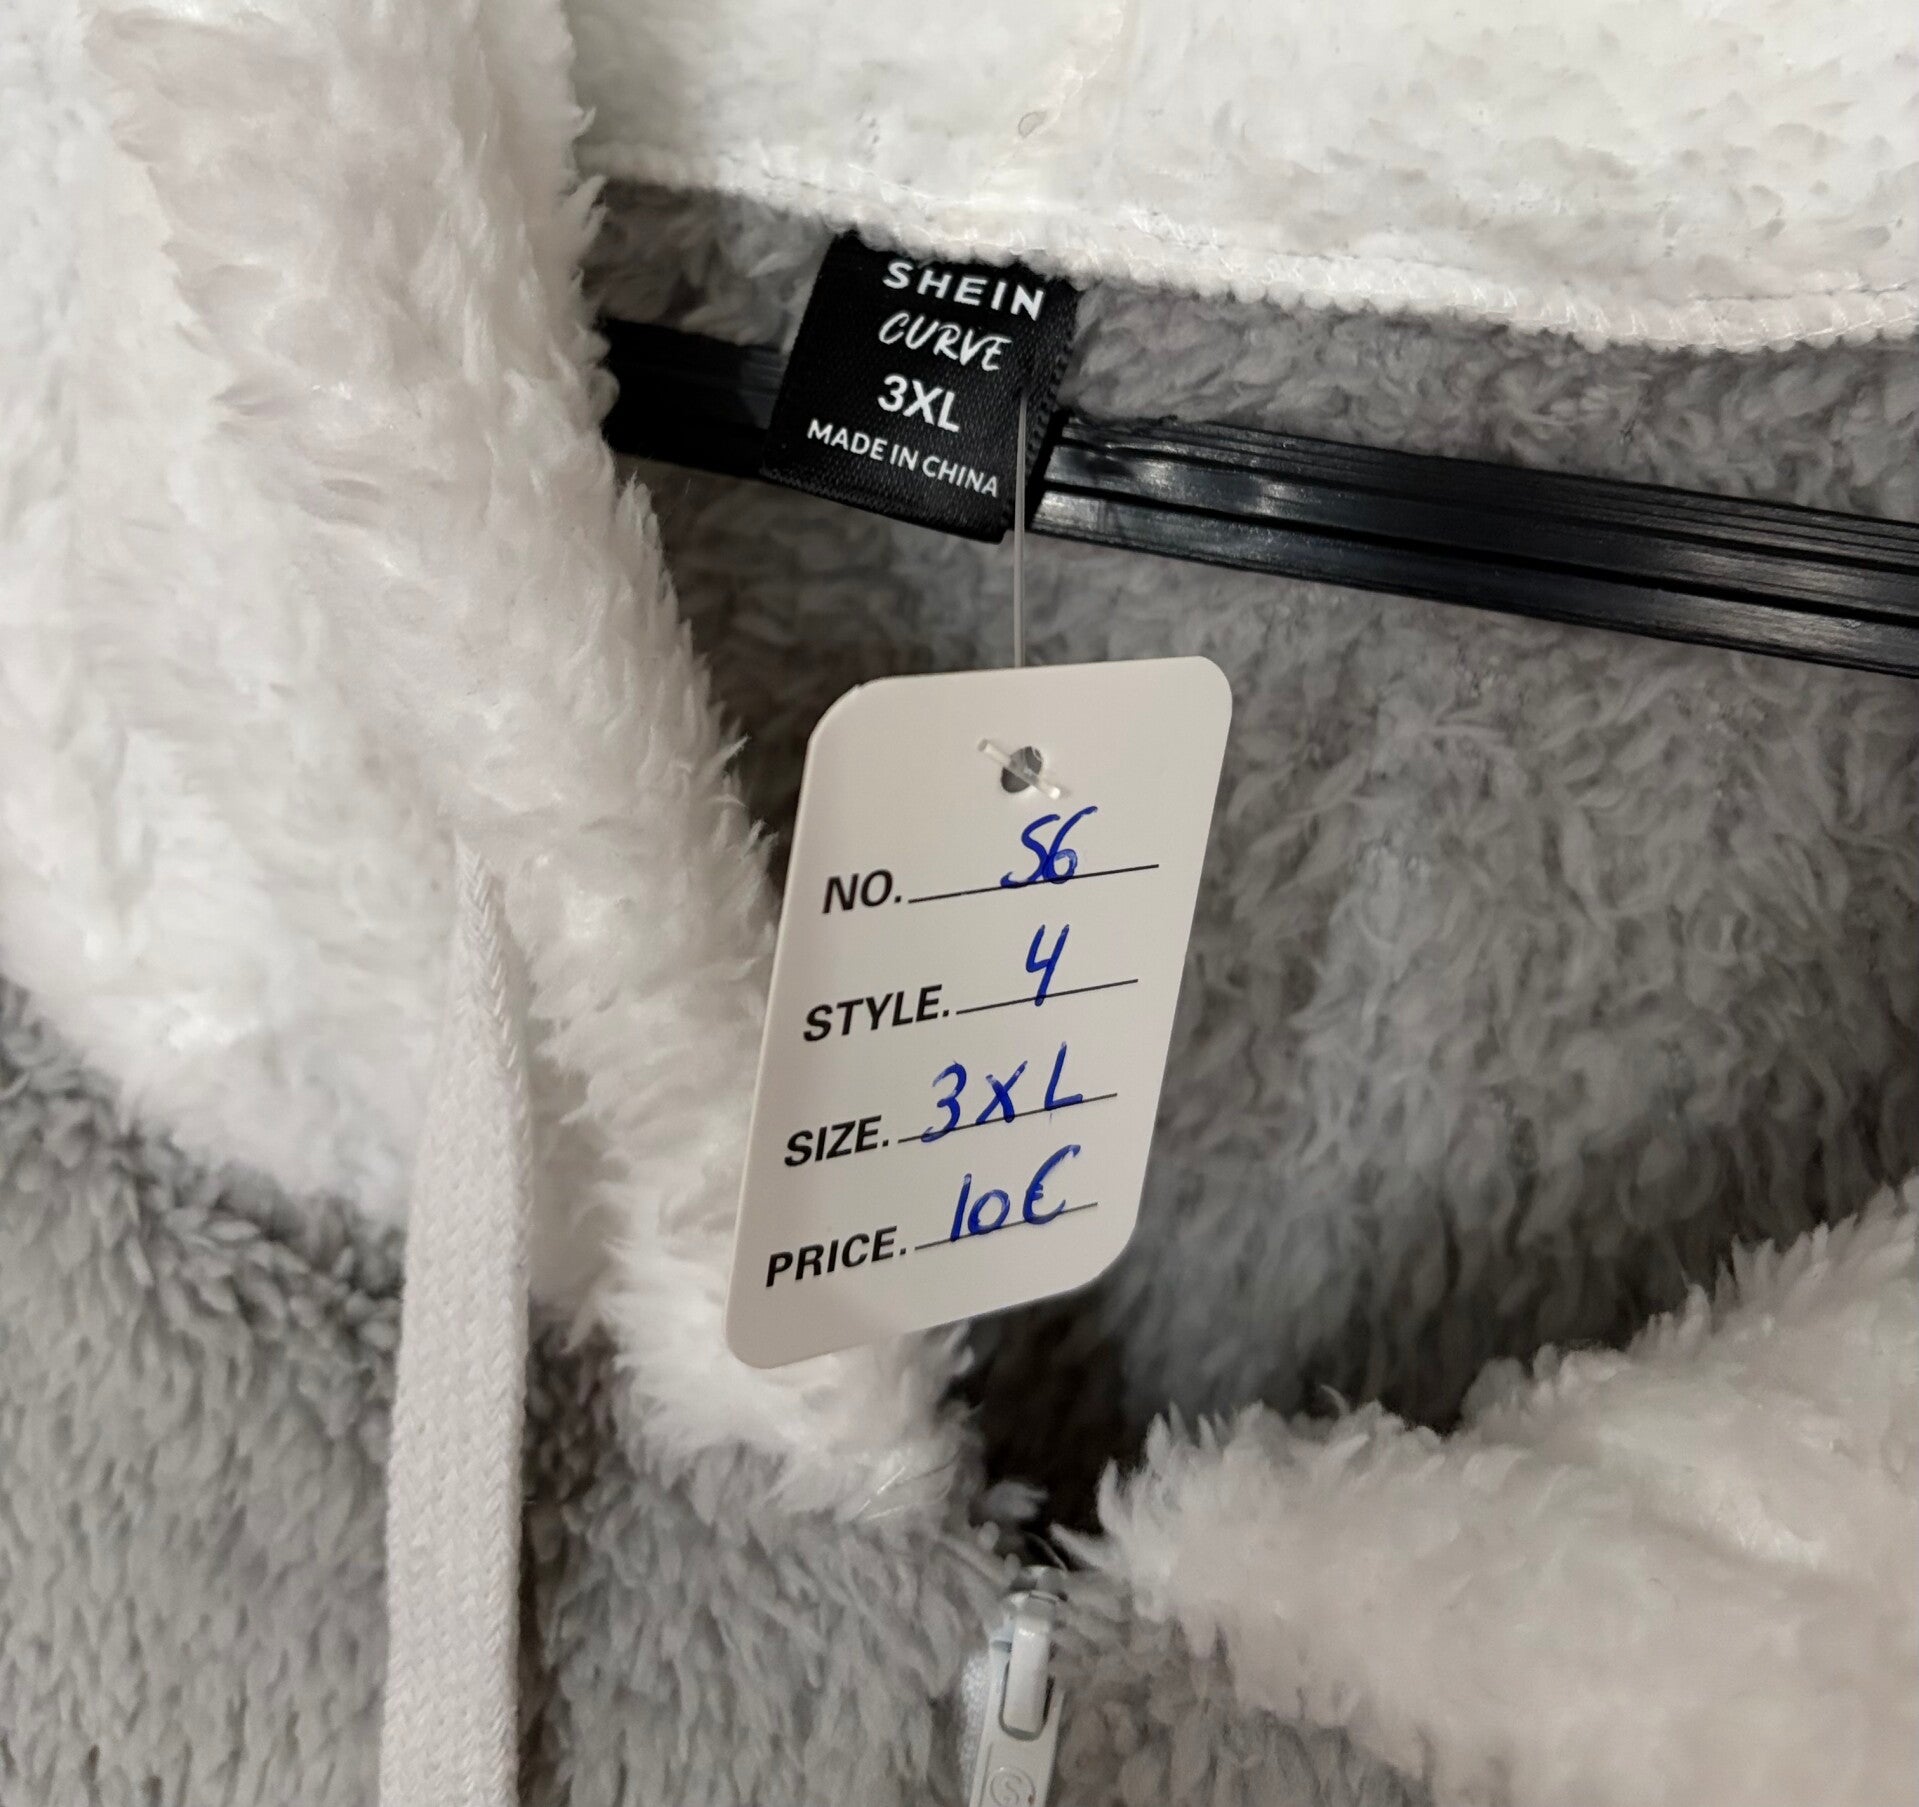 SHEIN
CURVE
3XL
MADE IN CHINA
NO. 56
STYLE. 4
SIZE. 3XL
PRICE. 10€
S